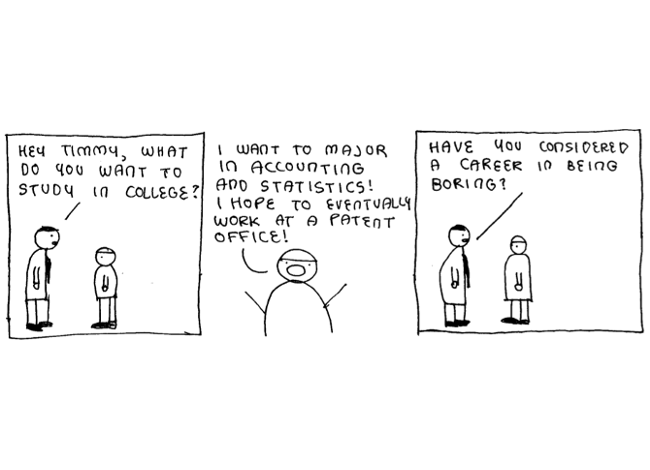 HEY TIMMY, WHAT
DO YOU WANT TO
STUDY IN COLLEGE?
I WANT TO MAJOR
IN ACCOUNTING
AND STATISTICS!
I HOPE TO EVENTUALLY
WORK AT A PATENT
OFFICE!
HAVE YOU CONSIDERED
A CAREER IN BEING
BORING?